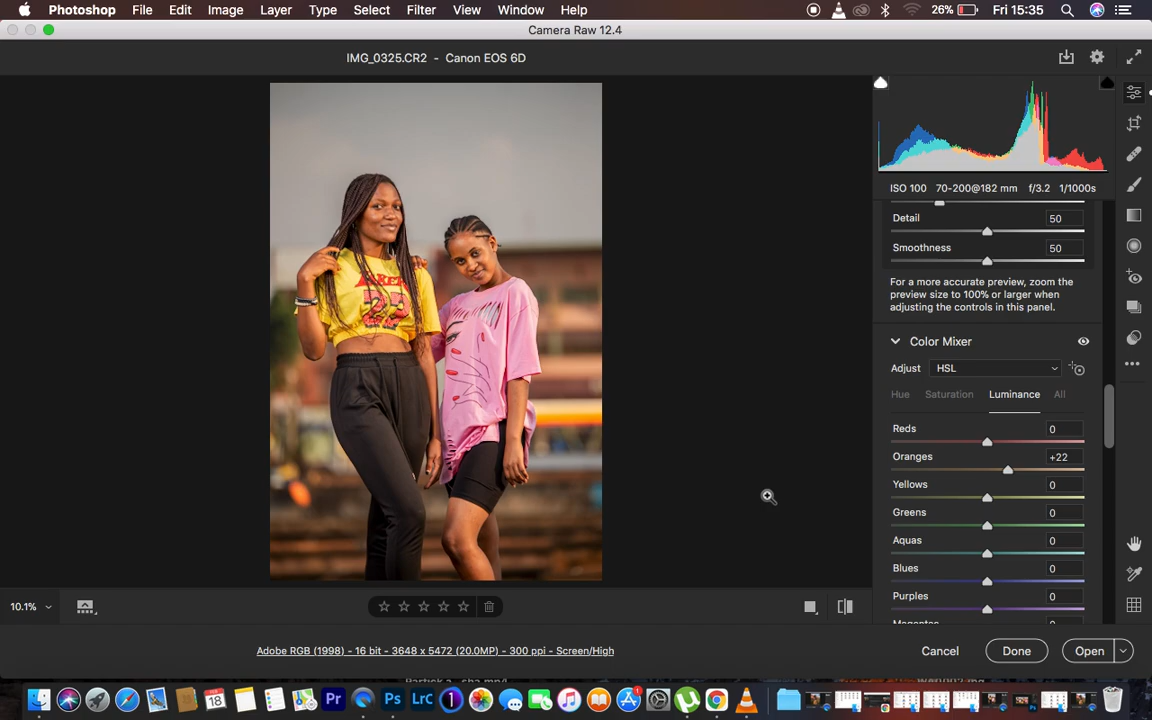 Photoshop File Edit Image Layer Type Select Filter View Window Help 26% Fri 15:35
Camera Raw 12.4
IMG_0325.CR2 - Canon EOS 6D
ISO 100 70-200@182 mm f/3.2 1/1000s
Detail 50
Smoothness 50
For a more accurate preview, zoom the
preview size to 100% or larger when
adjusting the controls in this panel.
Color Mixer
Adjust HSL
Hue Saturation Luminance All
Reds 0
Oranges +22
Yellows 0
Greens 0
Aquas 0
Blues 0
Purples 0
10.1%
Adobe RGB (1998) - 16 bit - 3648 x 5472 (20.0MP) - 300 ppi - Screen/High
Cancel Done Open
18 Pr Ps LrC 1